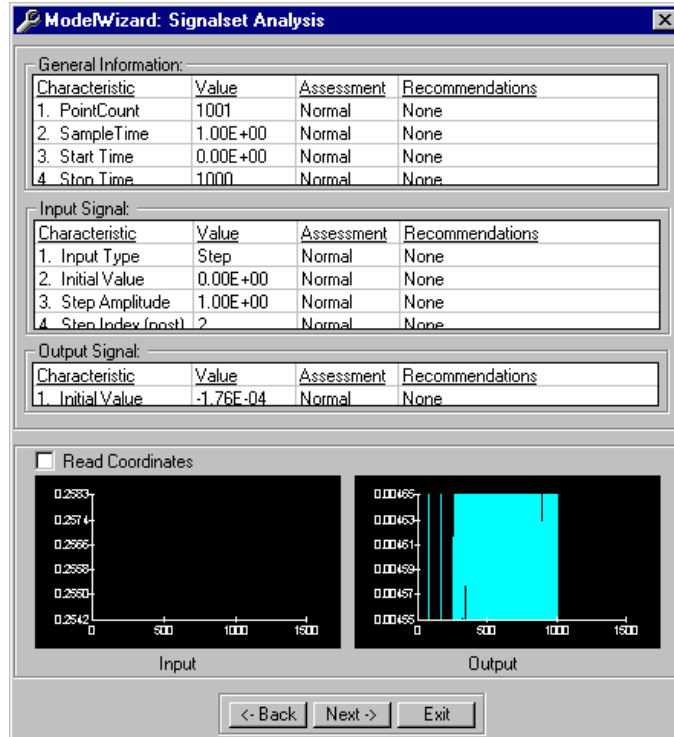 ModelWizard: Signalset Analysis
General Information:
Characteristic Value Assessment Recommendations
1. PointCount 1001 Normal None
2. SampleTime 1.00E+00 Normal None
3. Start Time 0.00E+00 Normal None
4. Stop Time 1000 Normal None
Input Signal:
Characteristic Value Assessment Recommendations
1. Input Type Step Normal None
2. Initial Value 0.00E+00 Normal None
3. Step Amplitude 1.00E+00 Normal None
4. Step Index (post) 2 Normal None
Output Signal:
Characteristic Value Assessment Recommendations
1. Initial Value -1.76E-04 Normal None
Read Coordinates
0.2583
0.2574
0.2566
0.2558
0.2550
0.2542
0 500 1000 1500
Input
0.00465
0.00463
0.00461
0.00459
0.00457
0.00455
0 500 1000 1500
Output
<- Back Next -> Exit